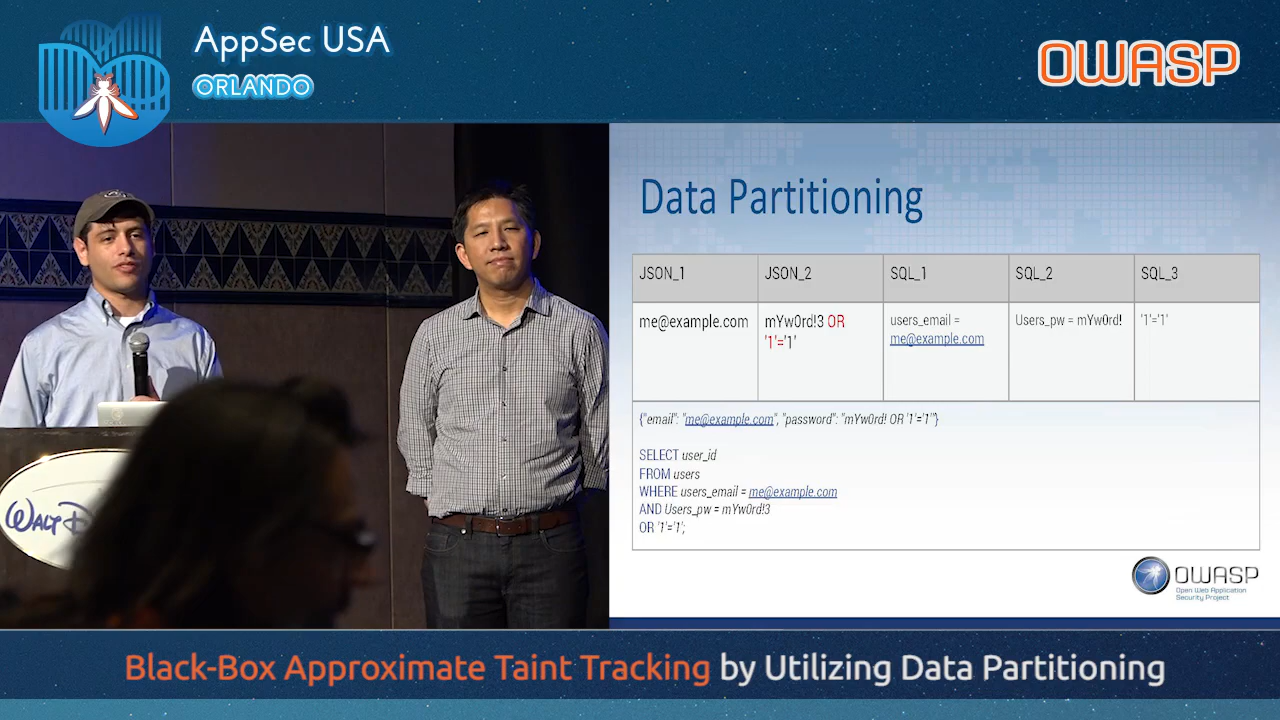 AppSec USA
ORLANDO
OWASP
WALT D
Data Partitioning
JSON_1
JSON_2
SQL_1
SQL_2
SQL_3
me@example.com
mYw0rd!3 OR
'1'='1'
users_email =
me@example.com
Users_pw = mYw0rd!
'1'='1'
{"email": "me@example.com", "password": "mYw0rd! OR '1'='1'"}
SELECT user_id
FROM users
WHERE users_email = me@example.com
AND Users_pw = mYw0rd!3
OR '1'='1';
OWASP
Open Web Application
Security Project
Black-Box Approximate Taint Tracking by Utilizing Data Partitioning